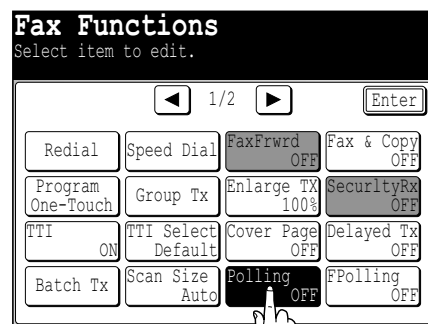 Fax Functions
Select item to edit.
1/2
Enter
Redial
Speed Dial
FaxFrwrd
OFF
Fax & Copy
OFF
Program
One-Touch
Group Tx
Enlarge TX
100%
SecurltyRx
OFF
TTI
ON
TTI Select
Default
Cover Page
OFF
Delayed Tx
OFF
Batch Tx
Scan Size
Auto
Polling
OFF
FPolling
OFF